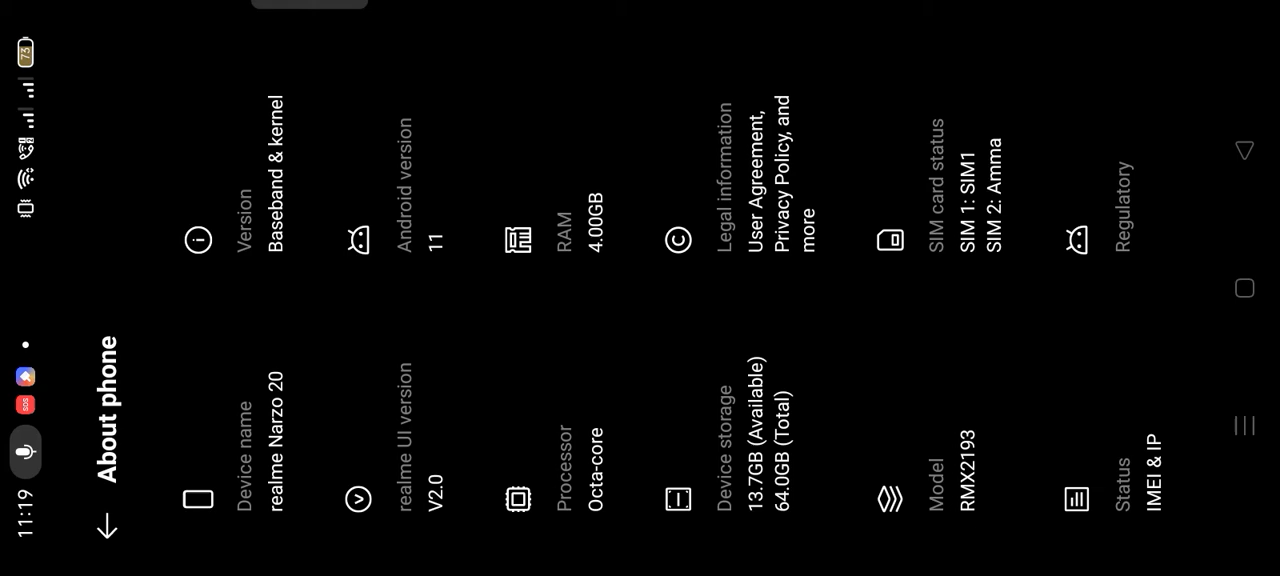 11:19
SOS
73
About phone
Device name
realme Narzo 20
Version
Baseband & kernel
realme UI version
V2.0
Android version
11
Processor
Octa-core
RAM
4.00GB
Device storage
13.7GB (Available)
64.0GB (Total)
Legal information
User Agreement,
Privacy Policy, and
more
Model
RMX2193
SIM card status
SIM 1: SIM1
SIM 2: Amma
Status
IMEI & IP
Regulatory